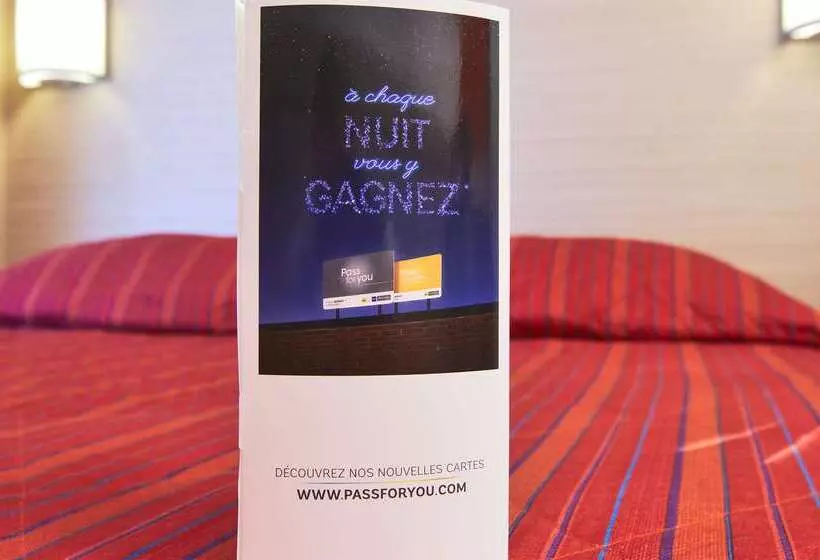 à chaque
NUIT
vous y
GAGNEZ*
Pass
for you
DÉCOUVREZ NOS NOUVELLES CARTES
WWW.PASSFORYOU.COM